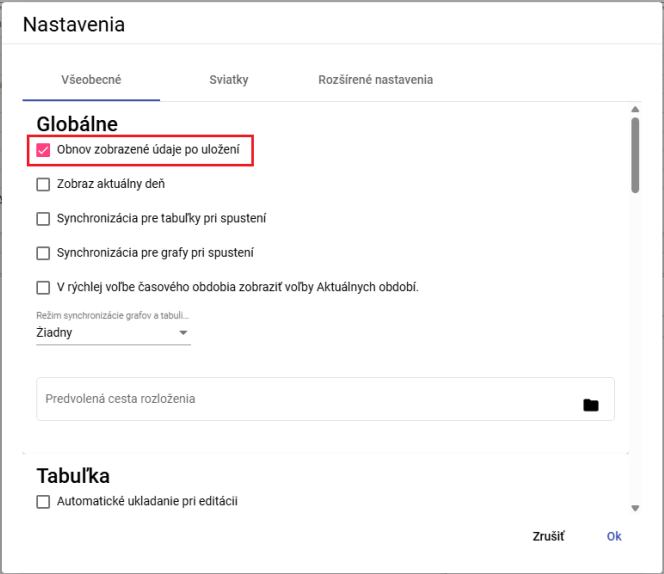 Nastavenia
Všeobecné
Sviatky
Rozšírené nastavenia
Globálne
Obnov zobrazené údaje po uložení
Zobraz aktuálny deň
Synchronizácia pre tabuľky pri spustení
Synchronizácia pre grafy pri spustení
V rýchlej voľbe časového obdobia zobraziť voľby Aktuálnych období.
Režim synchronizácie grafov a tabuli...
Žiadny
Predvolená cesta rozloženia
Tabuľka
Automatické ukladanie pri editácii
Zrušiť
Ok